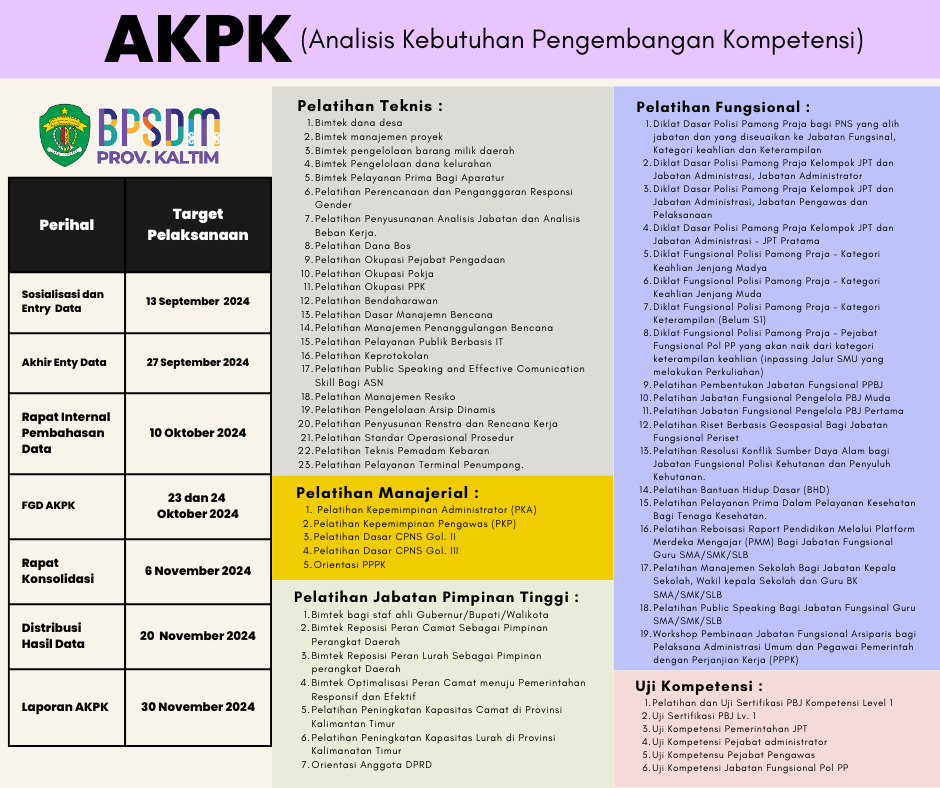 AKPK (Analisis Kebutuhan Pengembangan Kompetensi)
BPSDM
PROV. KALTIM
Perihal
Target
Pelaksanaan
Sosialisasi dan
Entry Data
13 September 2024
Akhir Enty Data
27 September 2024
Rapat Internal
Pembahasan
Data
10 Oktober 2024
FGD AKPK
23 dan 24
Oktober 2024
Rapat
Konsolidasi
6 November 2024
Distribusi
Hasil Data
20 November 2024
Laporan AKPK
30 November 2024
Pelatihan Teknis :
1. Bimtek dana desa
2. Bimtek manajemen proyek
3. Bimtek pengelolaan barang milik daerah
4. Bimtek Pengelolaan dana kelurahan
5. Bimtek Pelayanan Prima Bagi Aparatur
6. Pelatihan Perencanaan dan Penganggaran Responsi
Gender
7. Pelatihan Penyusunanan Analisis Jabatan dan Analisis
Beban Kerja.
8. Pelatihan Dana Bos
9. Pelatihan Okupasi Pejabat Pengadaan
10. Pelatihan Okupasi Pokja
11. Pelatihan Okupasi PPK
12. Pelatihan Bendaharawan
13. Pelatihan Dasar Manajemn Bencana
14. Pelatihan Manajemen Penanggulangan Bencana
15. Pelatihan Pelayanan Publik Berbasis IT
16. Pelatihan Keprotokolan
17. Pelatihan Public Speaking and Effective Comunication
Skill Bagi ASN
18. Pelatihan Manajemen Resiko
19. Pelatihan Pengelolaan Arsip Dinamis
20. Pelatihan Penyusunan Renstra dan Rencana Kerja
21. Pelatihan Standar Operasional Prosedur
22. Pelatihan Teknis Pemadam Kebaran
23. Pelatihan Pelayanan Terminal Penumpang.
Pelatihan Manajerial :
1. Pelatihan Kepemimpinan Administrator (PKA)
2. Pelatihan Kepemimpinan Pengawas (PKP)
3. Pelatihan Dasar CPNS Gol. II
4. Pelatihan Dasar CPNS Gol. III
5. Orientasi PPPK
Pelatihan Jabatan Pimpinan Tinggi :
1. Bimtek bagi staf ahli Gubernur/Bupati/Walikota
2. Bimtek Reposisi Peran Camat Sebagai Pimpinan
Perangkat Daerah
3. Bimtek Reposisi Peran Lurah Sebagai Pimpinan
perangkat Daerah
4. Bimtek Optimalisasi Peran Camat menuju Pemerintahan
Responsif dan Efektif
5. Pelatihan Peningkatan Kapasitas Camat di Provinsi
Kalimantan Timur
6. Pelatihan Peningkatan Kapasitas Lurah di Provinsi
Kalimanatan Timur
7. Orientasi Anggota DPRD
Pelatihan Fungsional :
1. Diklat Dasar Polisi Pamong Praja bagi PNS yang alih
jabatan dan yang diseuaikan ke Jabatan Fungsinal,
Kategori keahlian dan Keterampilan
2. Diklat Dasar Polisi Pamong Praja Kelompok JPT dan
Jabatan Administrasi, Jabatan Administrator
3. Diklat Dasar Polisi Pamong Praja Kelompok JPT dan
Jabatan Administrasi, Jabatan Pengawas dan
Pelaksanaan
4. Diklat Dasar Polisi Pamong Praja Kelompok JPT dan
Jabatan Administrasi - JPT Pratama
5. Diklat Fungsional Polisi Pamong Praja - Kategori
Keahlian Jenjang Madya
6. Diklat Fungsional Polisi Pamong Praja - Kategori
Keahlian Jenjang Muda
7. Diklat Fungsional Polisi Pamong Praja - Kategori
Keterampilan (Belum S1)
8. Diklat Fungsional Polisi Pamong Praja - Pejabat
Fungsional Pol PP yang akan naik dari kategori
keterampilan keahlian (inpassing Jalur SMU yang
melakukan Perkuliahan)
9. Pelatihan Pembentukan Jabatan Fungsional PPBJ
10. Pelatihan Jabatan Fungsional Pengelola PBJ Muda
11. Pelatihan Jabatan Fungsional Pengelola PBJ Pertama
12. Pelatihan Riset Berbasis Geospasial Bagi Jabatan
Fungsional Periset
13. Pelatihan Resolusi Konflik Sumber Daya Alam bagi
Jabatan Fungsional Polisi Kehutanan dan Penyuluh
Kehutanan.
14. Pelatihan Bantuan Hidup Dasar (BHD)
15. Pelatihan Pelayanan Prima Dalam Pelayanan Kesehatan
Bagi Tenaga Kesehatan.
16. Pelatihan Reboisasi Raport Pendidikan Melalui Platform
Merdeka Mengajar (PMM) Bagi Jabatan Fungsional
Guru SMA/SMK/SLB
17. Pelatihan Manajemen Sekolah Bagi Jabatan Kepala
Sekolah, Wakil kepala Sekolah dan Guru BK
SMA/SMK/SLB
18. Pelatihan Public Speaking Bagi Jabatan Fungsinal Guru
SMA/SMK/SLB
19. Workshop Pembinaan Jabatan Fungsional Arsiparis bagi
Pelaksana Administrasi Umum dan Pegawai Pemerintah
dengan Perjanjian Kerja (PPPK)
Uji Kompetensi :
1. Pelatihan dan Uji Sertifikasi PBJ Kompetensi Level 1
2. Uji Sertifikasi PBJ Lv. 1
3. Uji Kompetensi Pemerintahan JPT
4. Uji Kompetensi Pejabat administrator
5. Uji Kompetensu Pejabat Pengawas
6. Uji Kompetensi Jabatan Fungsional Pol PP